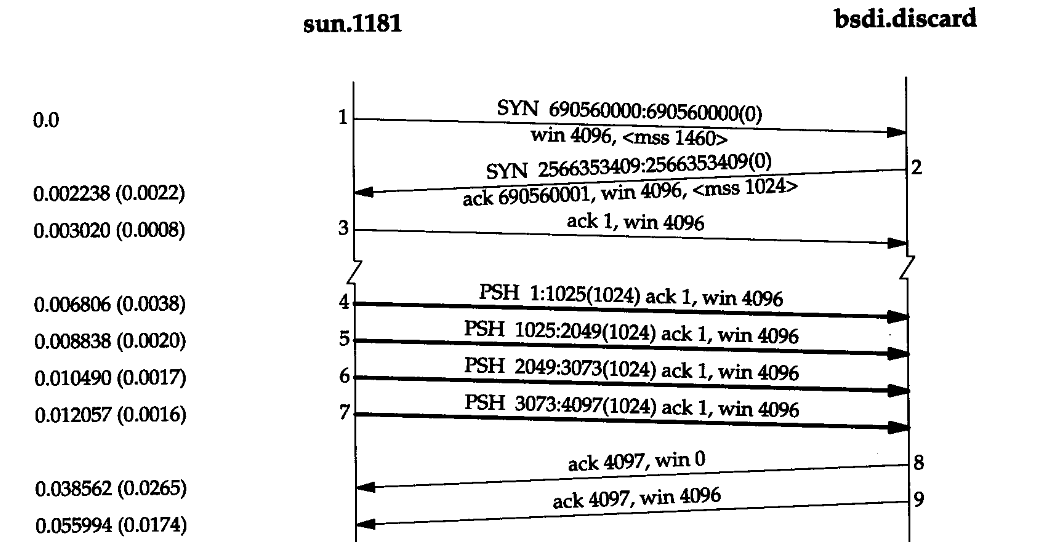 sun.1181 bsdi.discard
0.0 1 SYN 690560000:690560000(0)
win 4096, <mss 1460>
SYN 2566353409:2566353409(0) 2
0.002238 (0.0022) ack 690560001, win 4096, <mss 1024>
0.003020 (0.0008) 3 ack 1, win 4096
0.006806 (0.0038) 4 PSH 1:1025(1024) ack 1, win 4096
0.008838 (0.0020) 5 PSH 1025:2049(1024) ack 1, win 4096
0.010490 (0.0017) 6 PSH 2049:3073(1024) ack 1, win 4096
0.012057 (0.0016) 7 PSH 3073:4097(1024) ack 1, win 4096
ack 4097, win 0 8
0.038562 (0.0265)
ack 4097, win 4096 9
0.055994 (0.0174)